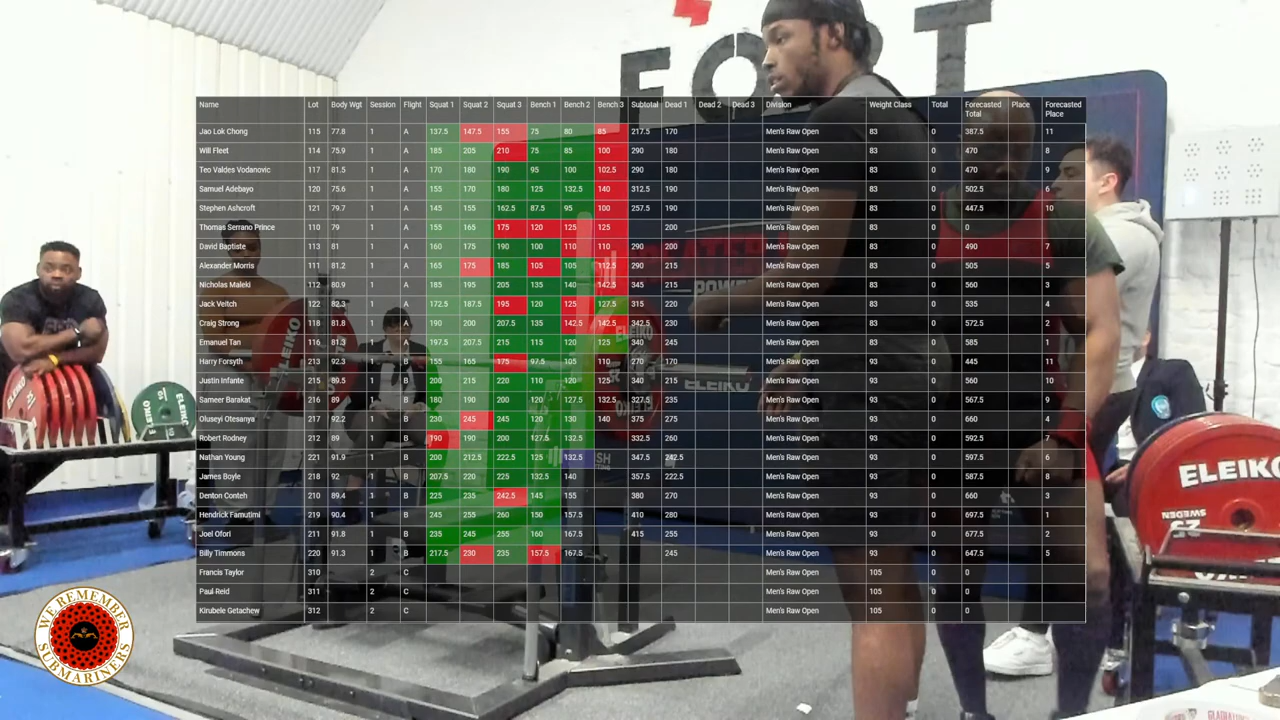 FORT
Name Lot Body Wgt Session Flight Squat 1 Squat 2 Squat 3 Bench 1 Bench 2 Bench 3 Subtotal Dead 1 Dead 2 Dead 3 Division Weight Class Total Forecasted Total Place Forecasted Place
Jao Lok Chong 115 77.8 1 A 137.5 147.5 155 75 80 85 217.5 170 Men's Raw Open 83 0 387.5 11
Will Fleet 114 75.9 1 A 185 205 210 75 85 100 290 180 Men's Raw Open 83 0 470 8
Teo Valdes Vodanovic 117 81.5 1 A 170 180 190 95 100 102.5 290 180 Men's Raw Open 83 0 470 9
Samuel Adebayo 120 75.6 1 A 155 170 180 125 132.5 140 312.5 190 Men's Raw Open 83 0 502.5 6
Stephen Ashcroft 121 79.7 1 A 145 155 162.5 87.5 95 100 257.5 190 Men's Raw Open 83 0 447.5 10
Thomas Serrano Prince 110 79 1 A 155 165 175 120 125 125 200 Men's Raw Open 83 0 0
David Baptiste 113 81 1 A 160 175 190 100 110 110 290 200 Men's Raw Open 83 0 490 7
Alexander Morris 111 81.2 1 A 165 175 185 105 105 112.5 290 215 Men's Raw Open 83 0 505 5
Nicholas Maleki 112 80.9 1 A 185 195 205 135 140 142.5 345 215 Men's Raw Open 83 0 560 3
Jack Veitch 122 82.3 1 A 172.5 187.5 195 120 125 127.5 315 220 Men's Raw Open 83 0 535 4
Craig Strong 118 81.8 1 A 190 200 207.5 135 142.5 142.5 342.5 230 Men's Raw Open 83 0 572.5 2
Emanuel Tan 116 81.3 1 A 197.5 207.5 215 115 120 125 340 245 Men's Raw Open 83 0 585 1
Harry Forsyth 213 92.3 1 B 155 165 175 97.5 105 110 270 170 Men's Raw Open 93 0 445 11
Justin Infante 215 89.5 1 B 200 215 220 110 120 125 340 215 Men's Raw Open 93 0 560 10
Sameer Barakat 216 89 1 B 180 190 200 120 127.5 132.5 327.5 235 Men's Raw Open 93 0 567.5 9
Oluseyi Otesanya 217 92.2 1 B 230 245 245 120 130 140 375 275 Men's Raw Open 93 0 660 4
Robert Rodney 212 89 1 B 190 190 200 127.5 132.5 332.5 260 Men's Raw Open 93 0 592.5 7
Nathan Young 221 91.9 1 B 200 212.5 222.5 125 132.5 347.5 242.5 Men's Raw Open 93 0 597.5 6
James Boyle 218 92 1 B 207.5 220 225 132.5 140 357.5 222.5 Men's Raw Open 93 0 587.5 8
Denton Conteh 210 89.4 1 B 225 235 242.5 145 155 380 270 Men's Raw Open 93 0 660 3
Hendrick Famutimi 219 90.4 1 B 245 255 260 150 157.5 410 280 Men's Raw Open 93 0 697.5 1
Joel Ofori 211 91.8 1 B 235 245 255 160 167.5 415 255 Men's Raw Open 93 0 677.5 2
Billy Timmons 220 91.3 1 B 217.5 230 235 157.5 167.5 245 Men's Raw Open 93 0 647.5 5
Francis Taylor 310 2 C Men's Raw Open 105 0 0
Paul Reid 311 2 C Men's Raw Open 105 0 0
Kirubele Getachew 312 2 C Men's Raw Open 105 0 0
ELEIKO
ELEIKO
ELEIKO
ELEIKO
ELEIKO
SWEDEN
25
WE REMEMBER
SUBMARINERS